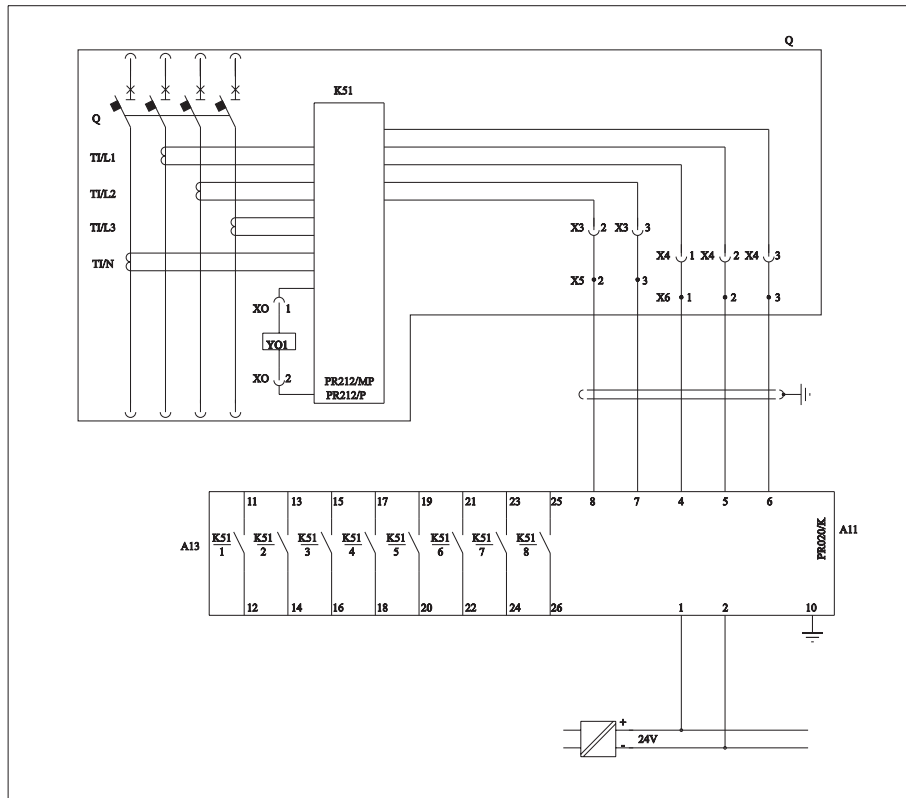 Q
K51
Q
TI/L1
TI/L2
TI/L3
TI/N
X3 2 X3 3
X4 1 X4 2 X4 3
X5 2 3
X6 1 2 3
XO 1
YO1
XO 2
PR212/MP
PR212/P
11 13 15 17 19 21 23 25 8 7 4 5 6
A13
K51 K51 K51 K51 K51 K51 K51 K51
1 2 3 4 5 6 7 8
PR020/K
A11
12 14 16 18 20 22 24 26 1 2 10
+
24V
-